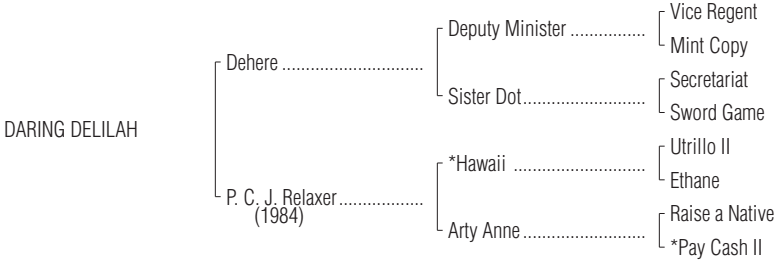 Vice Regent
Deputy Minister ................
Mint Copy
Dehere ..............................
Secretariat
Sister Dot..........................
Sword Game
DARING DELILAH
Utrillo II
*Hawaii ............................
Ethane
P. C. J. Relaxer..................
(1984)
Raise a Native
Arty Anne..........................
*Pay Cash II